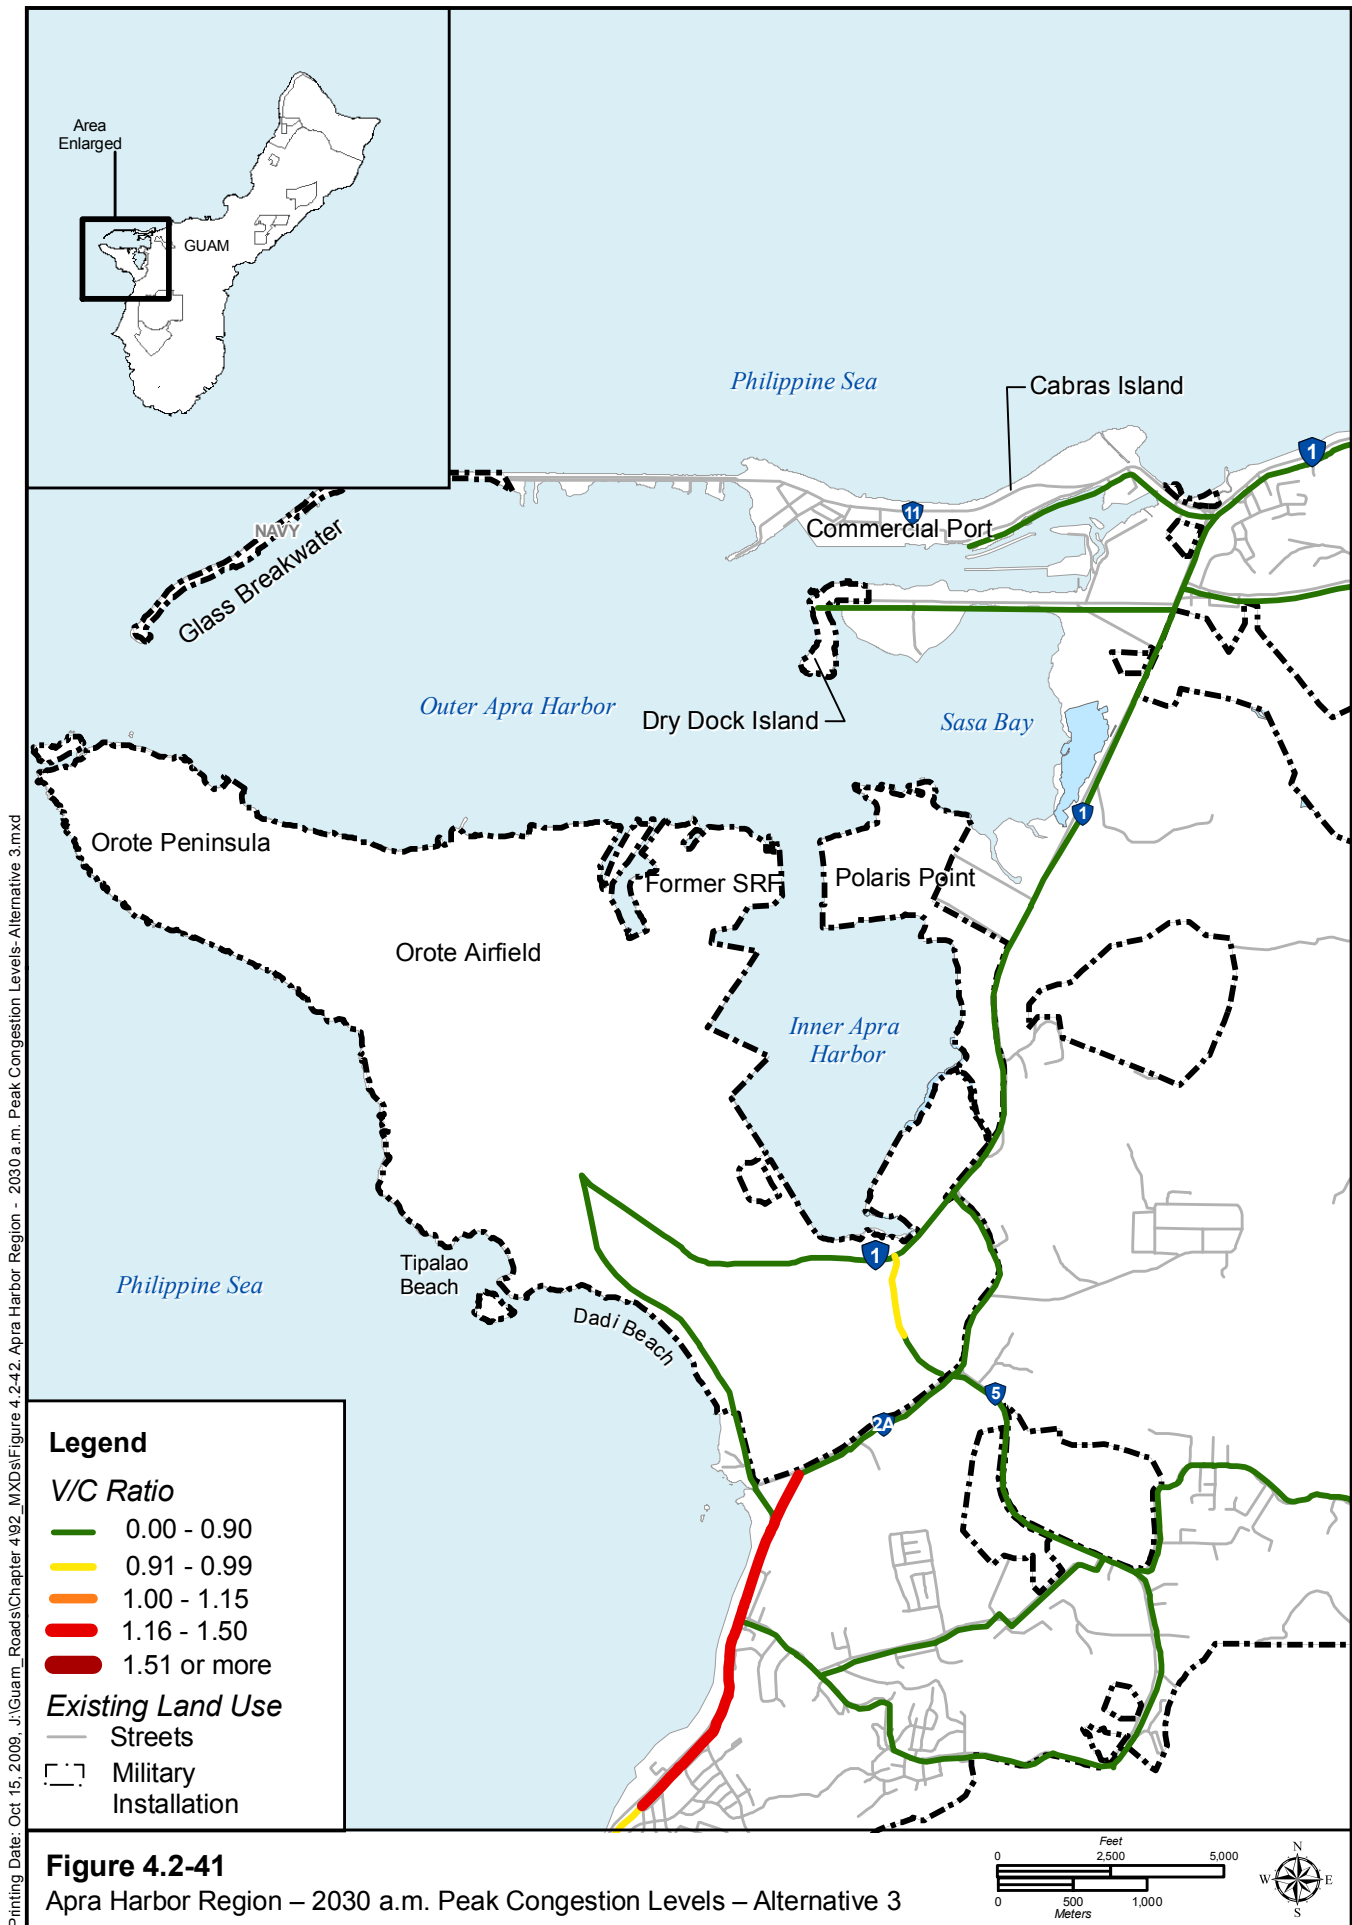 Area
Enlarged
GUAM
Philippine Sea
Cabras Island
1
11
Commercial Port
NAVY
Glass Breakwater
Outer Apra Harbor
Dry Dock Island
Sasa Bay
1
Orote Peninsula
Former SRF
Polaris Point
Orote Airfield
Inner Apra
Harbor
1
Tipalao
Beach
Philippine Sea
Dadi Beach
5
2A
Legend
V/C Ratio
0.00 - 0.90
0.91 - 0.99
1.00 - 1.15
1.16 - 1.50
1.51 or more
Existing Land Use
Streets
Military
Installation
Printing Date: Oct 15, 2009, J:\Guam_Roads\Chapter 4\92_MXDs\Figure 4.2-42. Apra Harbor Region - 2030 a.m. Peak Congestion Levels-Alternative 3.mxd
Figure 4.2-41
Apra Harbor Region – 2030 a.m. Peak Congestion Levels – Alternative 3
Feet
0 2,500 5,000
0 500 1,000
Meters
N
W E
S